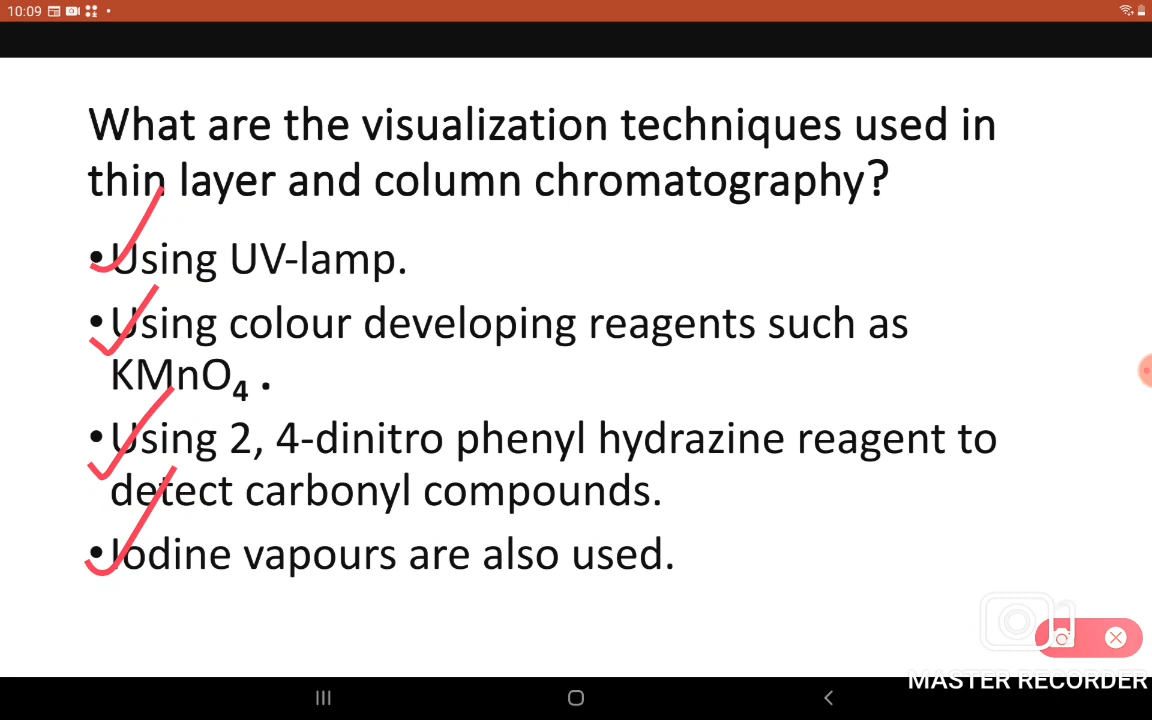 10:09
What are the visualization techniques used in
thin layer and column chromatography?
•Using UV-lamp.
•Using colour developing reagents such as
KMnO₄ .
•Using 2, 4-dinitro phenyl hydrazine reagent to
detect carbonyl compounds.
•Iodine vapours are also used.
MASTER RECORDER